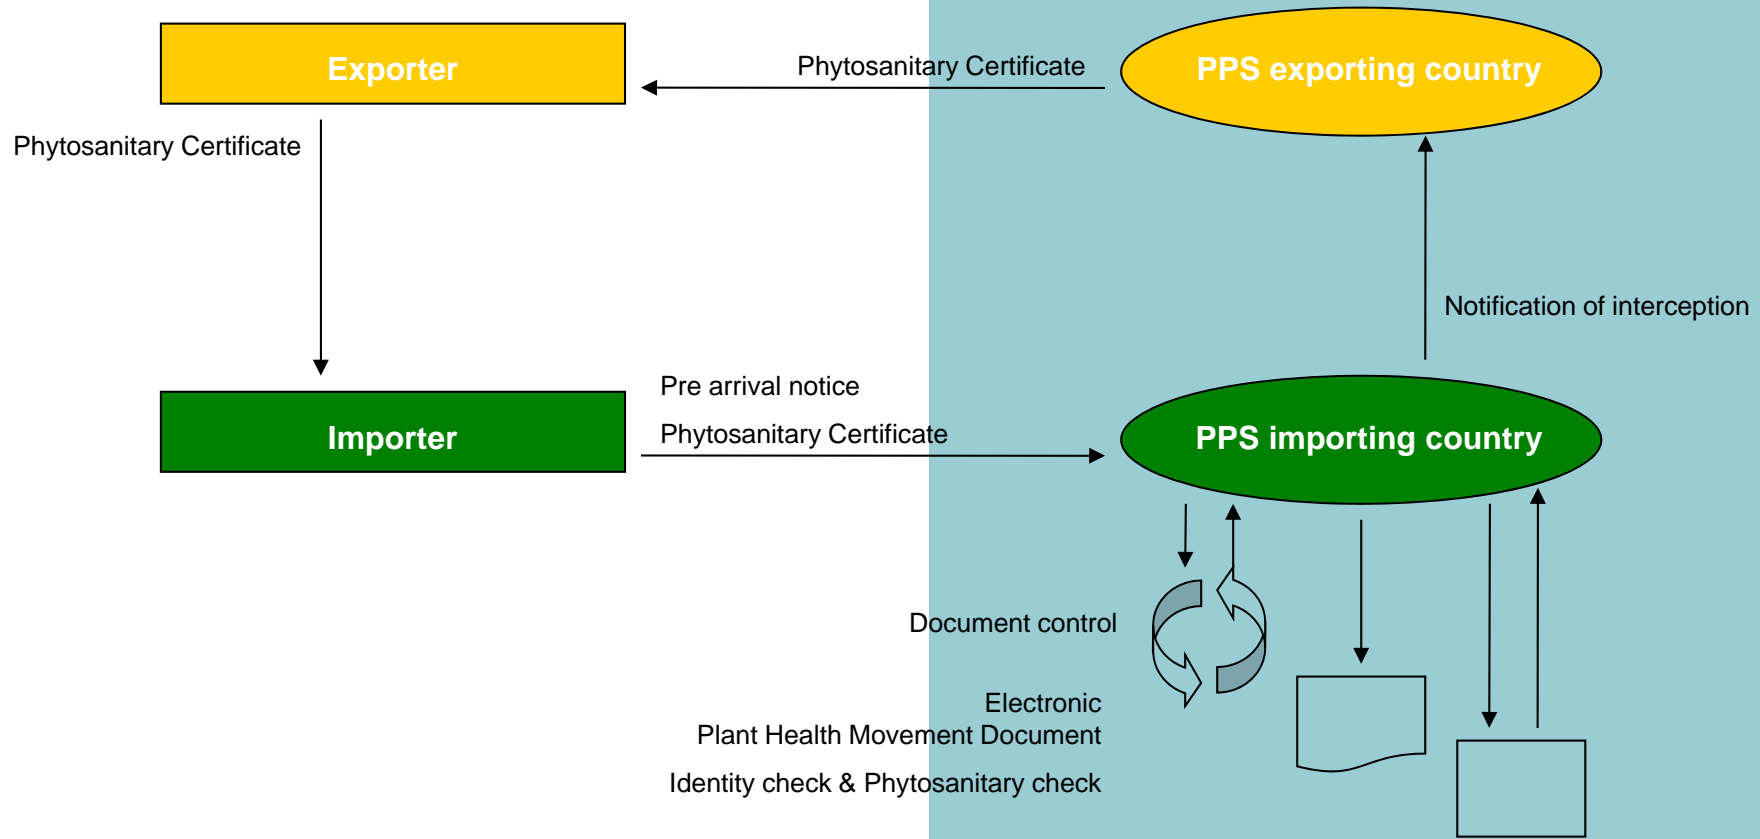 Exporter
Phytosanitary Certificate
PPS exporting country
Phytosanitary Certificate
Notification of interception
Pre arrival notice
Importer
Phytosanitary Certificate
PPS importing country
Document control
Electronic
Plant Health Movement Document
Identity check & Phytosanitary check